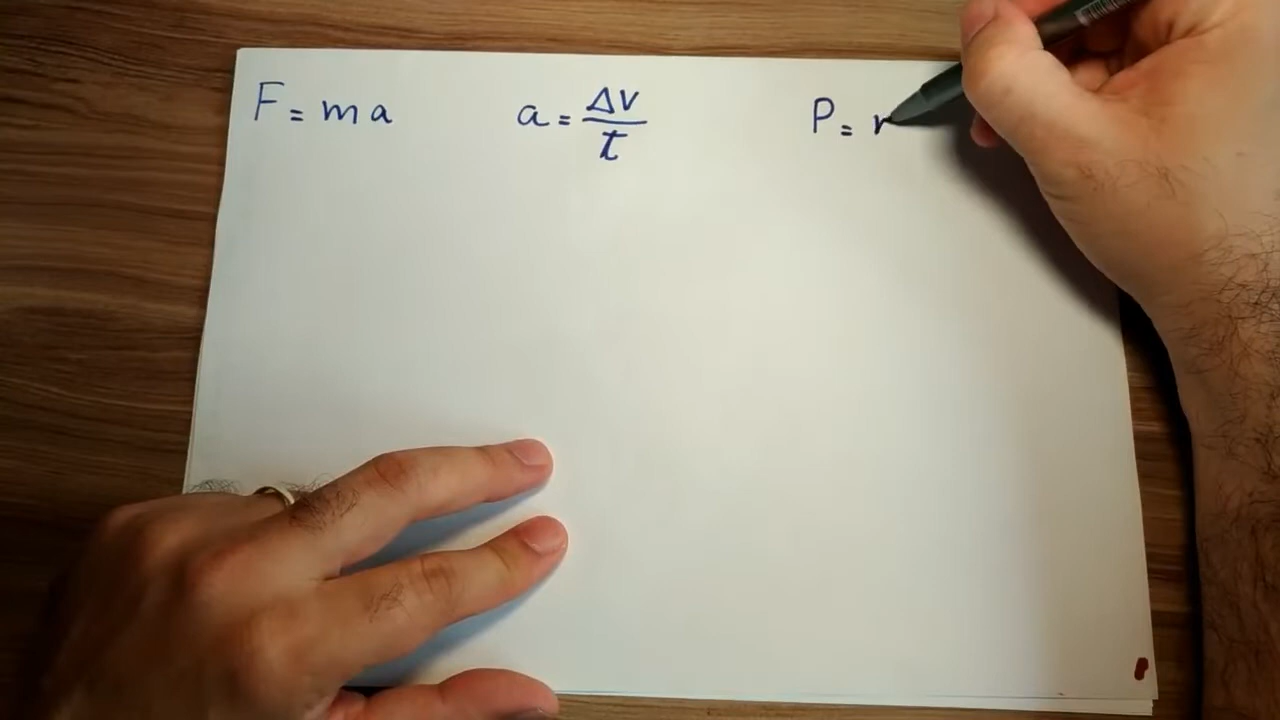 F = ma
a = Δv / t
P =